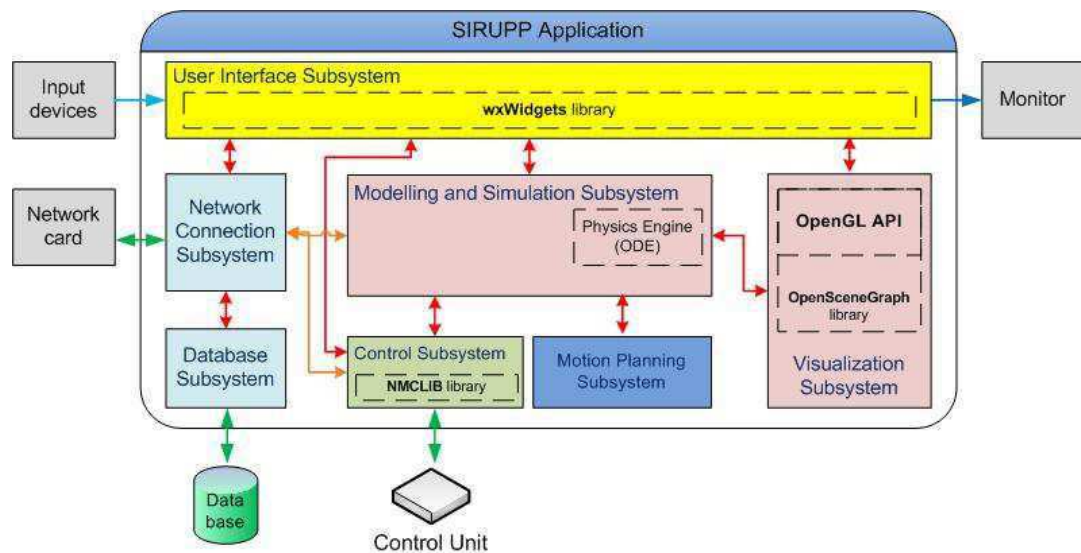 SIRUPP Application
User Interface Subsystem
wxWidgets library
Input
devices
Monitor
Network
card
Network
Connection
Subsystem
Modelling and Simulation Subsystem
Physics Engine
(ODE)
OpenGL API
OpenSceneGraph
library
Visualization
Subsystem
Database
Subsystem
Control Subsystem
NMCLIB library
Motion Planning
Subsystem
Data
base
Control Unit